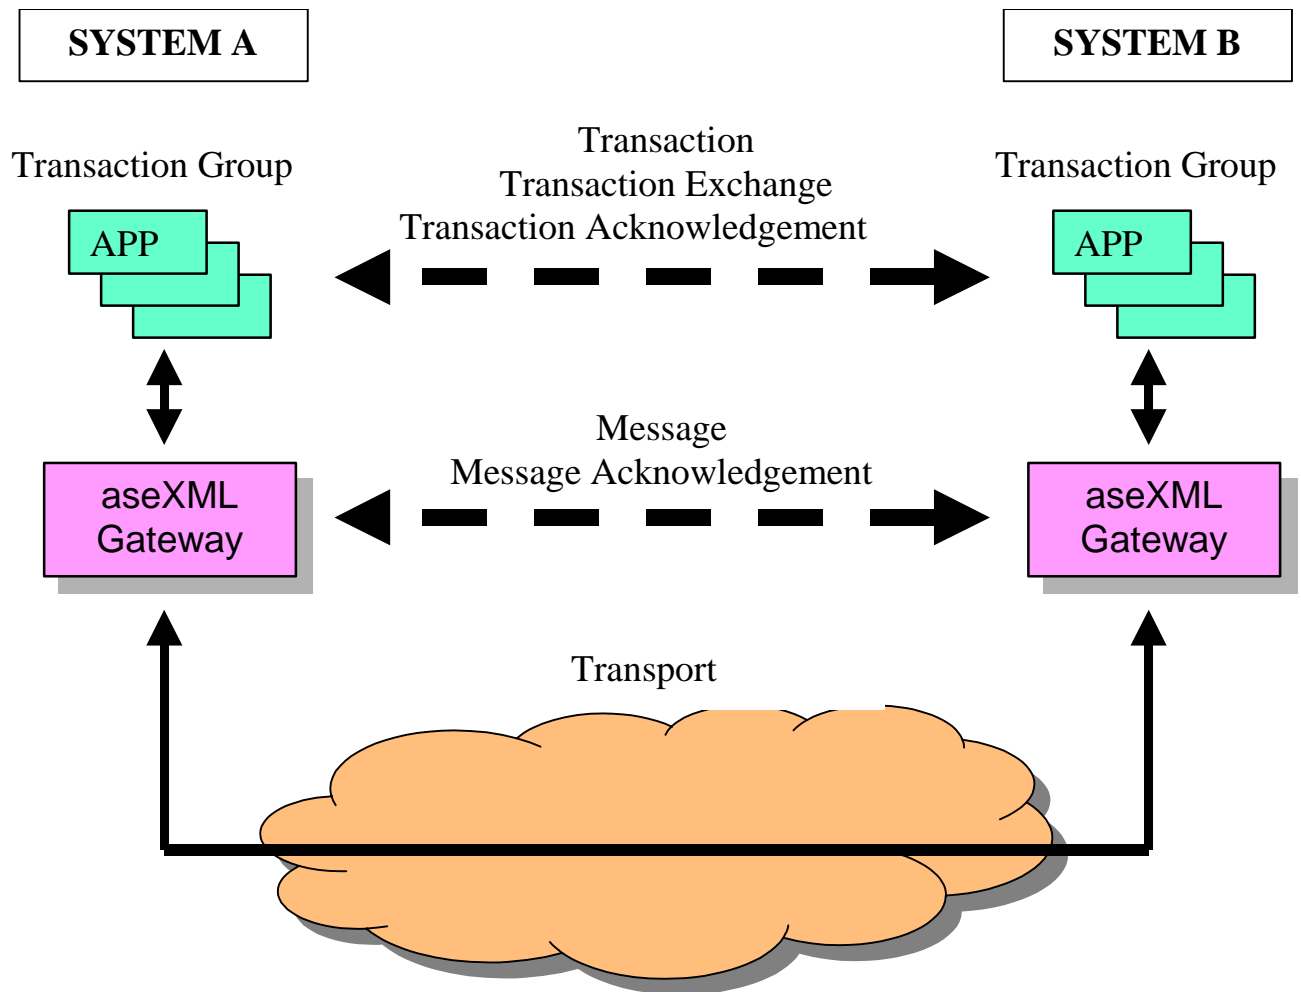 SYSTEM A
SYSTEM B
Transaction
Transaction Exchange
Transaction Acknowledgement
Transaction Group
Transaction Group
APP
APP
Message
Message Acknowledgement
aseXML
Gateway
aseXML
Gateway
Transport